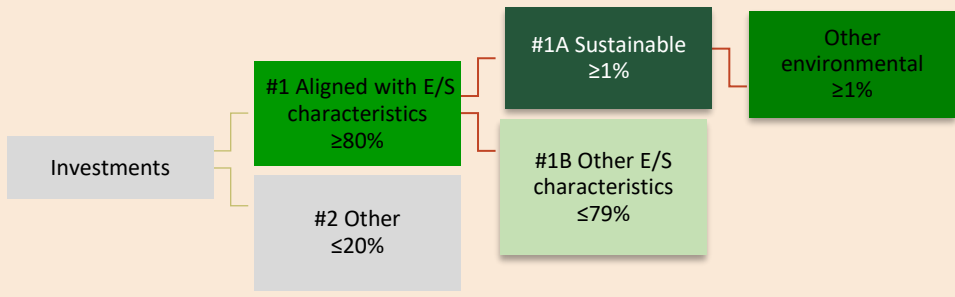 Investments
#1 Aligned with E/S
characteristics
≥80%
#2 Other
≤20%
#1A Sustainable
≥1%
#1B Other E/S
characteristics
≤79%
Other
environmental
≥1%